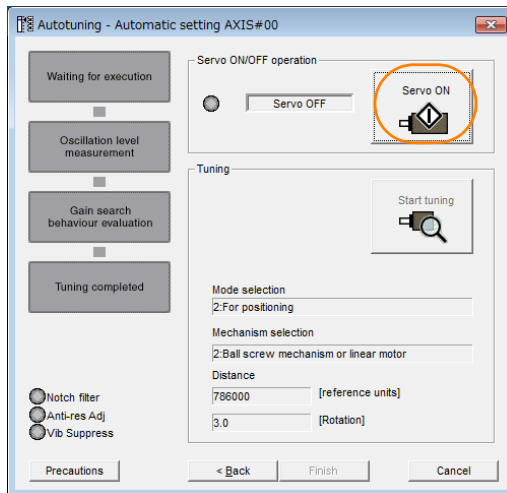 Autotuning - Automatic setting AXIS#00
Waiting for execution
Oscillation level
measurement
Gain search
behaviour evaluation
Tuning completed
Notch filter
Anti-res Adj
Vib Suppress
Servo ON/OFF operation
Servo OFF
Servo ON
Tuning
Start tuning
Mode selection
2:For positioning
Mechanism selection
2:Ball screw mechanism or linear motor
Distance
786000 [reference units]
3.0 [Rotation]
Precautions
< Back
Finish
Cancel